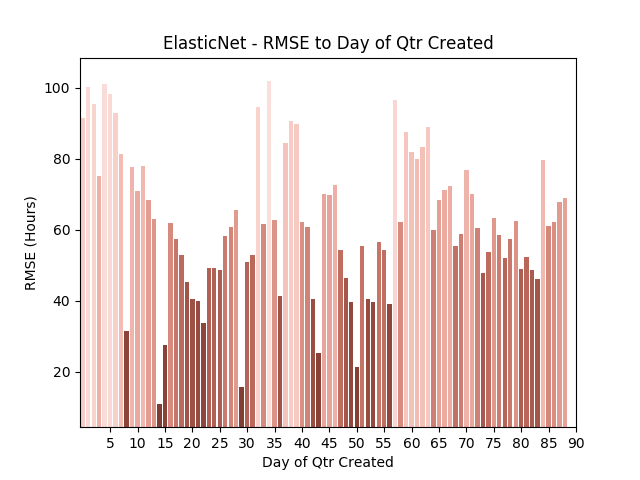 ElasticNet - RMSE to Day of Qtr Created
RMSE (Hours)
100
80
60
40
20
5 10 15 20 25 30 35 40 45 50 55 60 65 70 75 80 85 90
Day of Qtr Created